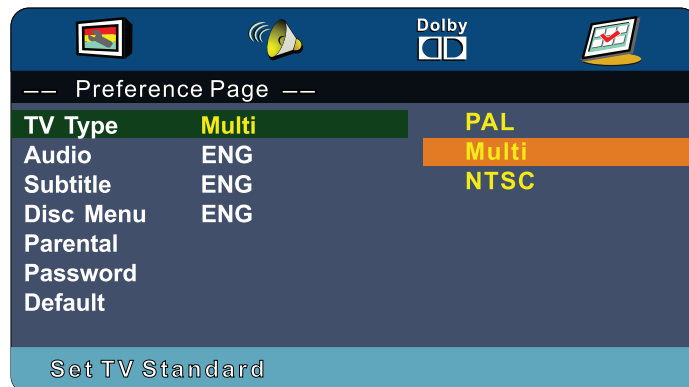 Dolby
-- Preference Page --
TV Type Multi PAL
Audio ENG Multi
Subtitle ENG NTSC
Disc Menu ENG
Parental
Password
Default
Set TV Standard